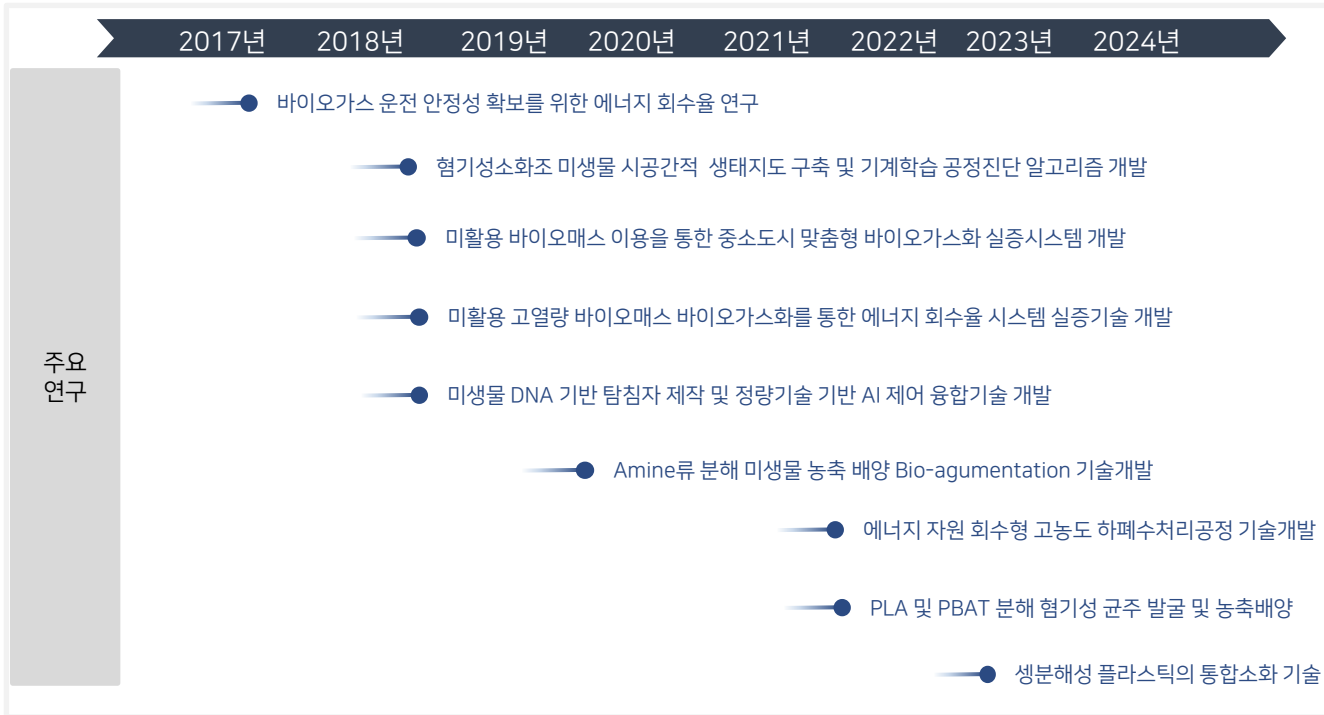 2017년 2018년 2019년 2020년 2021년 2022년 2023년 2024년
주요
연구
바이오가스 운전 안정성 확보를 위한 에너지 회수율 연구
혐기성소화조 미생물 시공간적 생태지도 구축 및 기계학습 공정진단 알고리즘 개발
미활용 바이오매스 이용을 통한 중소도시 맞춤형 바이오가스화 실증시스템 개발
미활용 고열량 바이오매스 바이오가스화를 통한 에너지 회수율 시스템 실증기술 개발
미생물 DNA 기반 탐침자 제작 및 정량기술 기반 AI 제어 융합기술 개발
Amine류 분해 미생물 농축 배양 Bio-agumentation 기술개발
에너지 자원 회수형 고농도 하폐수처리공정 기술개발
PLA 및 PBAT 분해 혐기성 균주 발굴 및 농축배양
셍분해성 플라스틱의 통합소화 기술